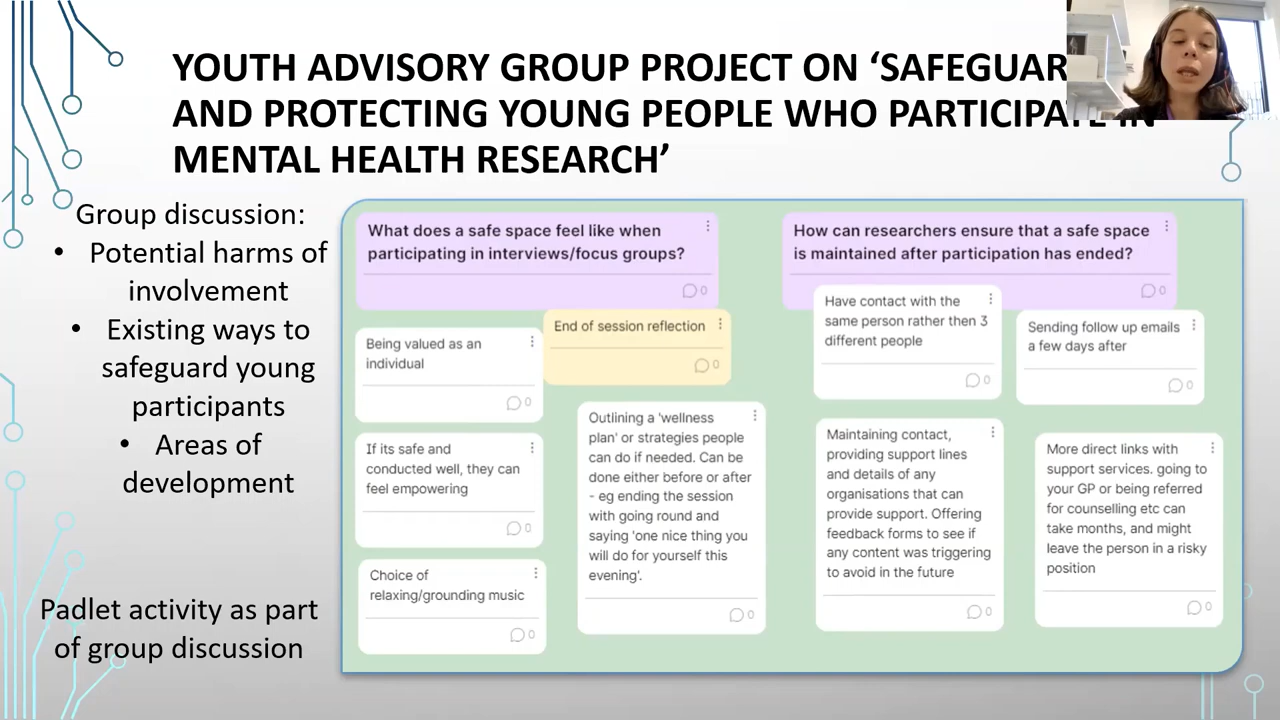 YOUTH ADVISORY GROUP PROJECT ON ‘SAFEGUAR
AND PROTECTING YOUNG PEOPLE WHO PARTICIPATE IN
MENTAL HEALTH RESEARCH’
Group discussion:
• Potential harms of
involvement
• Existing ways to
safeguard young
participants
• Areas of
development
Padlet activity as part
of group discussion
What does a safe space feel like when
participating in interviews/focus groups?
0
End of session reflection
0
Being valued as an
individual
0
If its safe and
conducted well, they can
feel empowering
0
Choice of
relaxing/grounding music
0
Outlining a 'wellness
plan' or strategies people
can do if needed. Can be
done either before or after
- eg ending the session
with going round and
saying 'one nice thing you
will do for yourself this
evening'.
0
How can researchers ensure that a safe space
is maintained after participation has ended?
0
Have contact with the
same person rather then 3
different people
0
Sending follow up emails
a few days after
0
Maintaining contact,
providing support lines
and details of any
organisations that can
provide support. Offering
feedback forms to see if
any content was triggering
to avoid in the future
0
More direct links with
support services. going to
your GP or being referred
for counselling etc can
take months, and might
leave the person in a risky
position
0